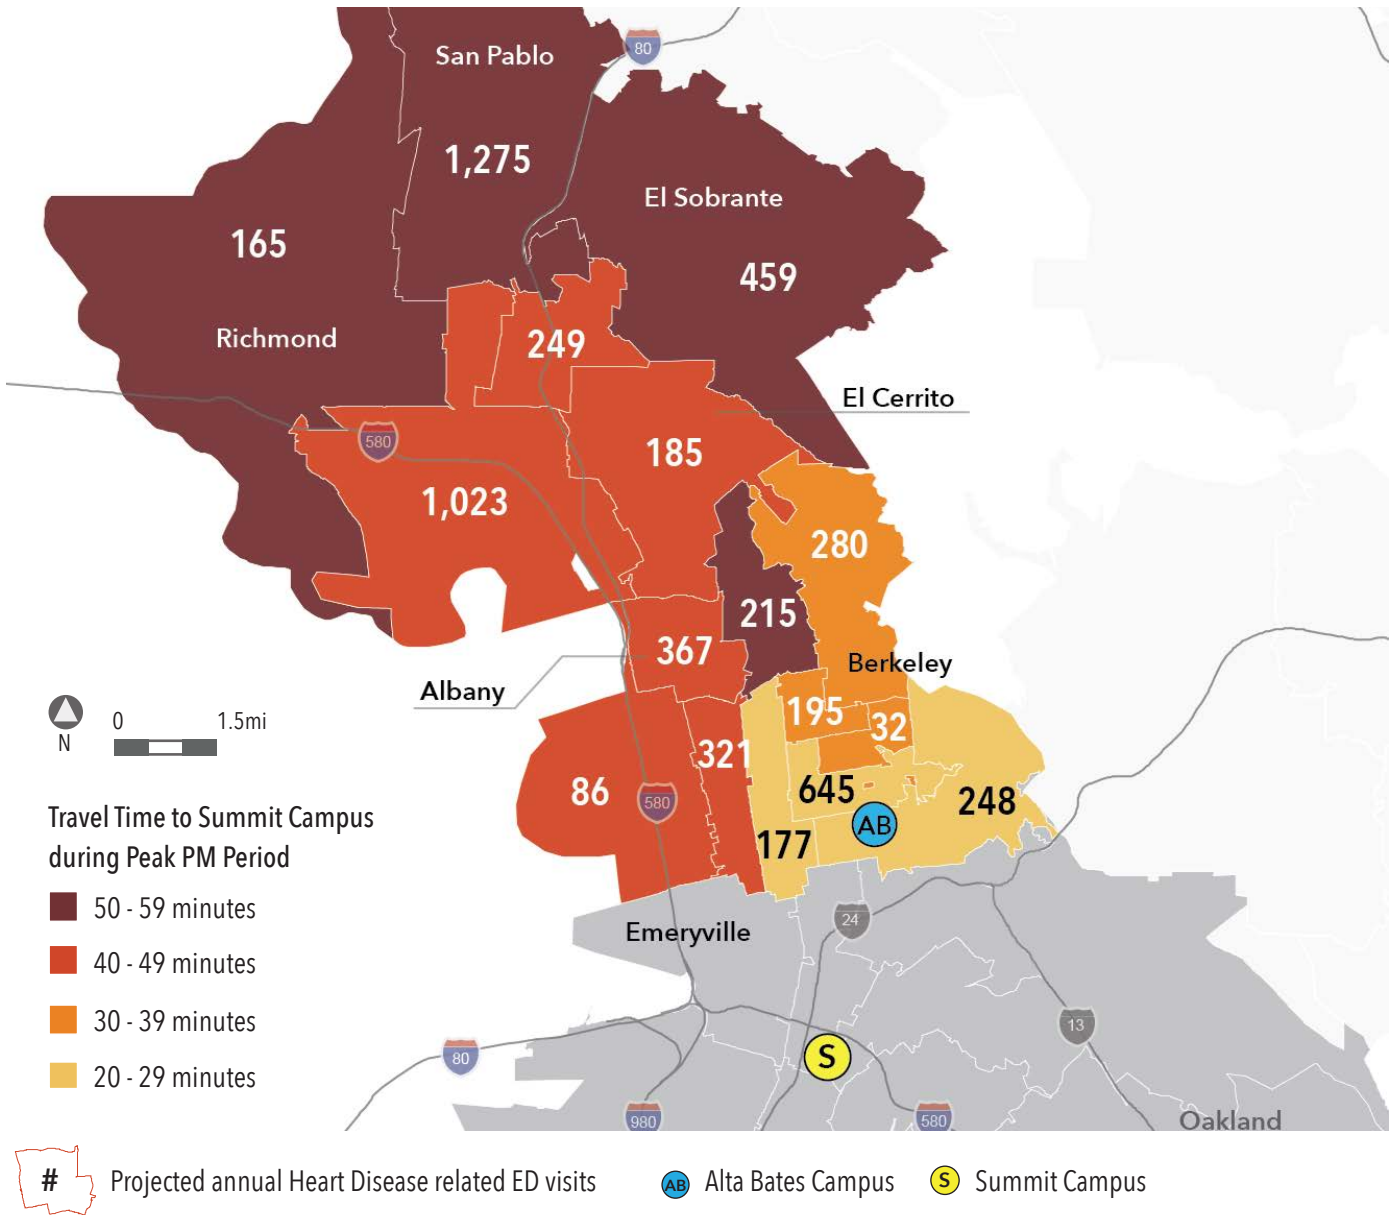 San Pablo
80
1,275
El Sobrante
165
459
Richmond
249
El Cerrito
580
185
1,023
280
215
367
Berkeley
Albany
0 1.5mi
N
195
32
321
86
580
645
248
AB
177
Travel Time to Summit Campus
during Peak PM Period
50 - 59 minutes
40 - 49 minutes
30 - 39 minutes
20 - 29 minutes
24
Emeryville
13
80
S
980
580
Oakland
# Projected annual Heart Disease related ED visits
AB Alta Bates Campus
S Summit Campus